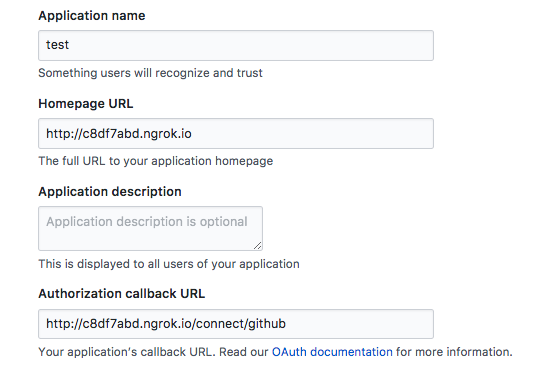 Application name
test
Something users will recognize and trust
Homepage URL
http://c8df7abd.ngrok.io
The full URL to your application homepage
Application description
Application description is optional
This is displayed to all users of your application
Authorization callback URL
http://c8df7abd.ngrok.io/connect/github
Your application's callback URL. Read our OAuth documentation for more information.